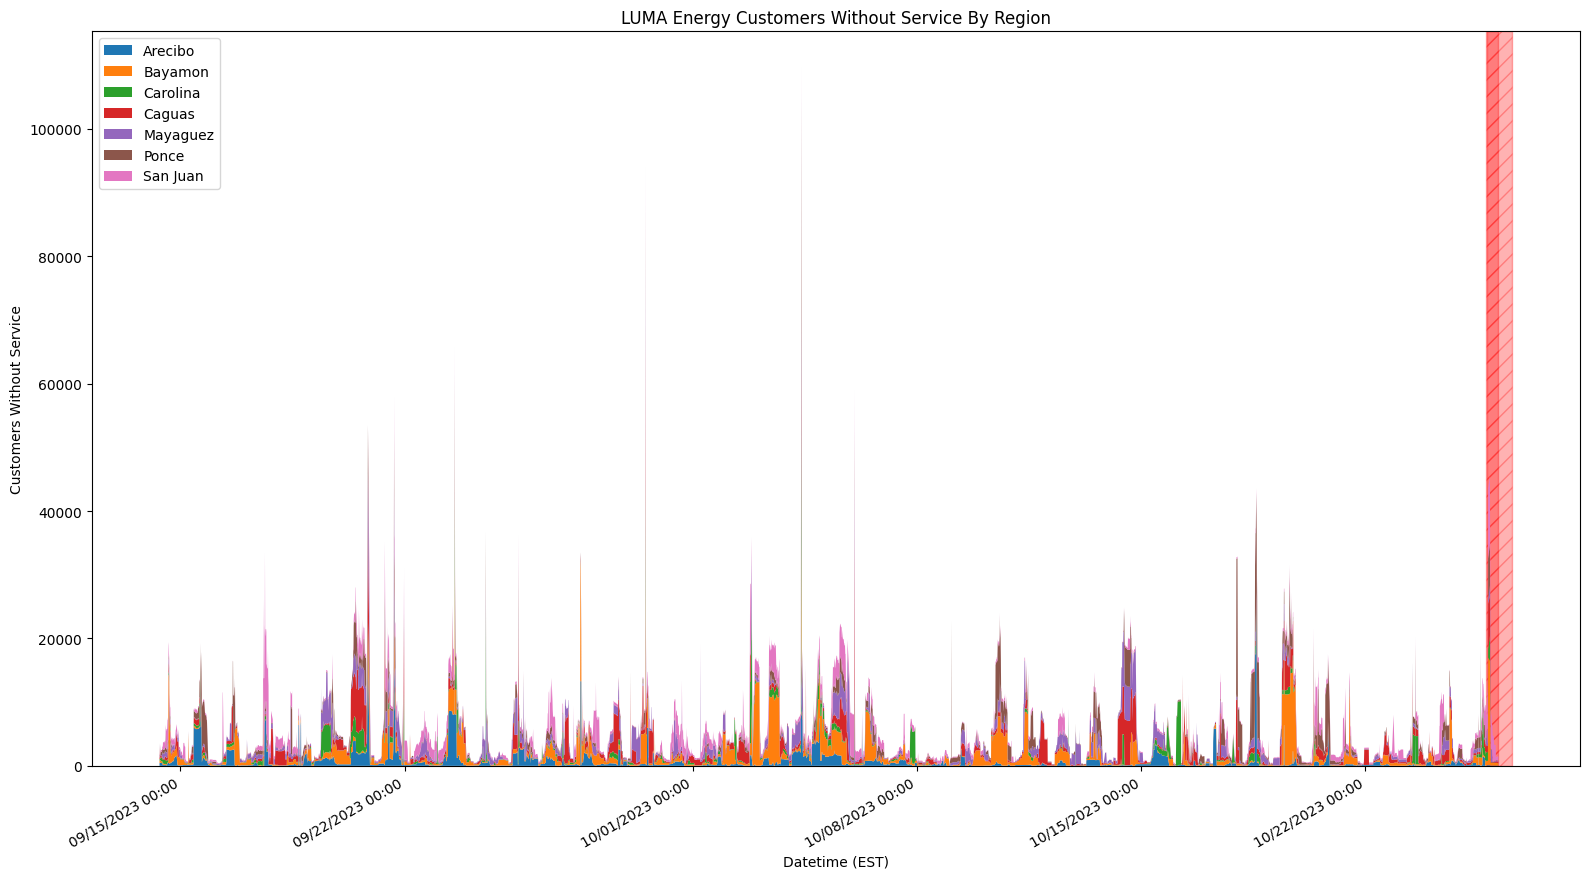 LUMA Energy Customers Without Service By Region
Arecibo
Bayamon
Carolina
Caguas
Mayaguez
Ponce
San Juan
Customers Without Service
100000
80000
60000
40000
20000
0
09/15/2023 00:00
09/22/2023 00:00
10/01/2023 00:00
10/08/2023 00:00
10/15/2023 00:00
10/22/2023 00:00
Datetime (EST)